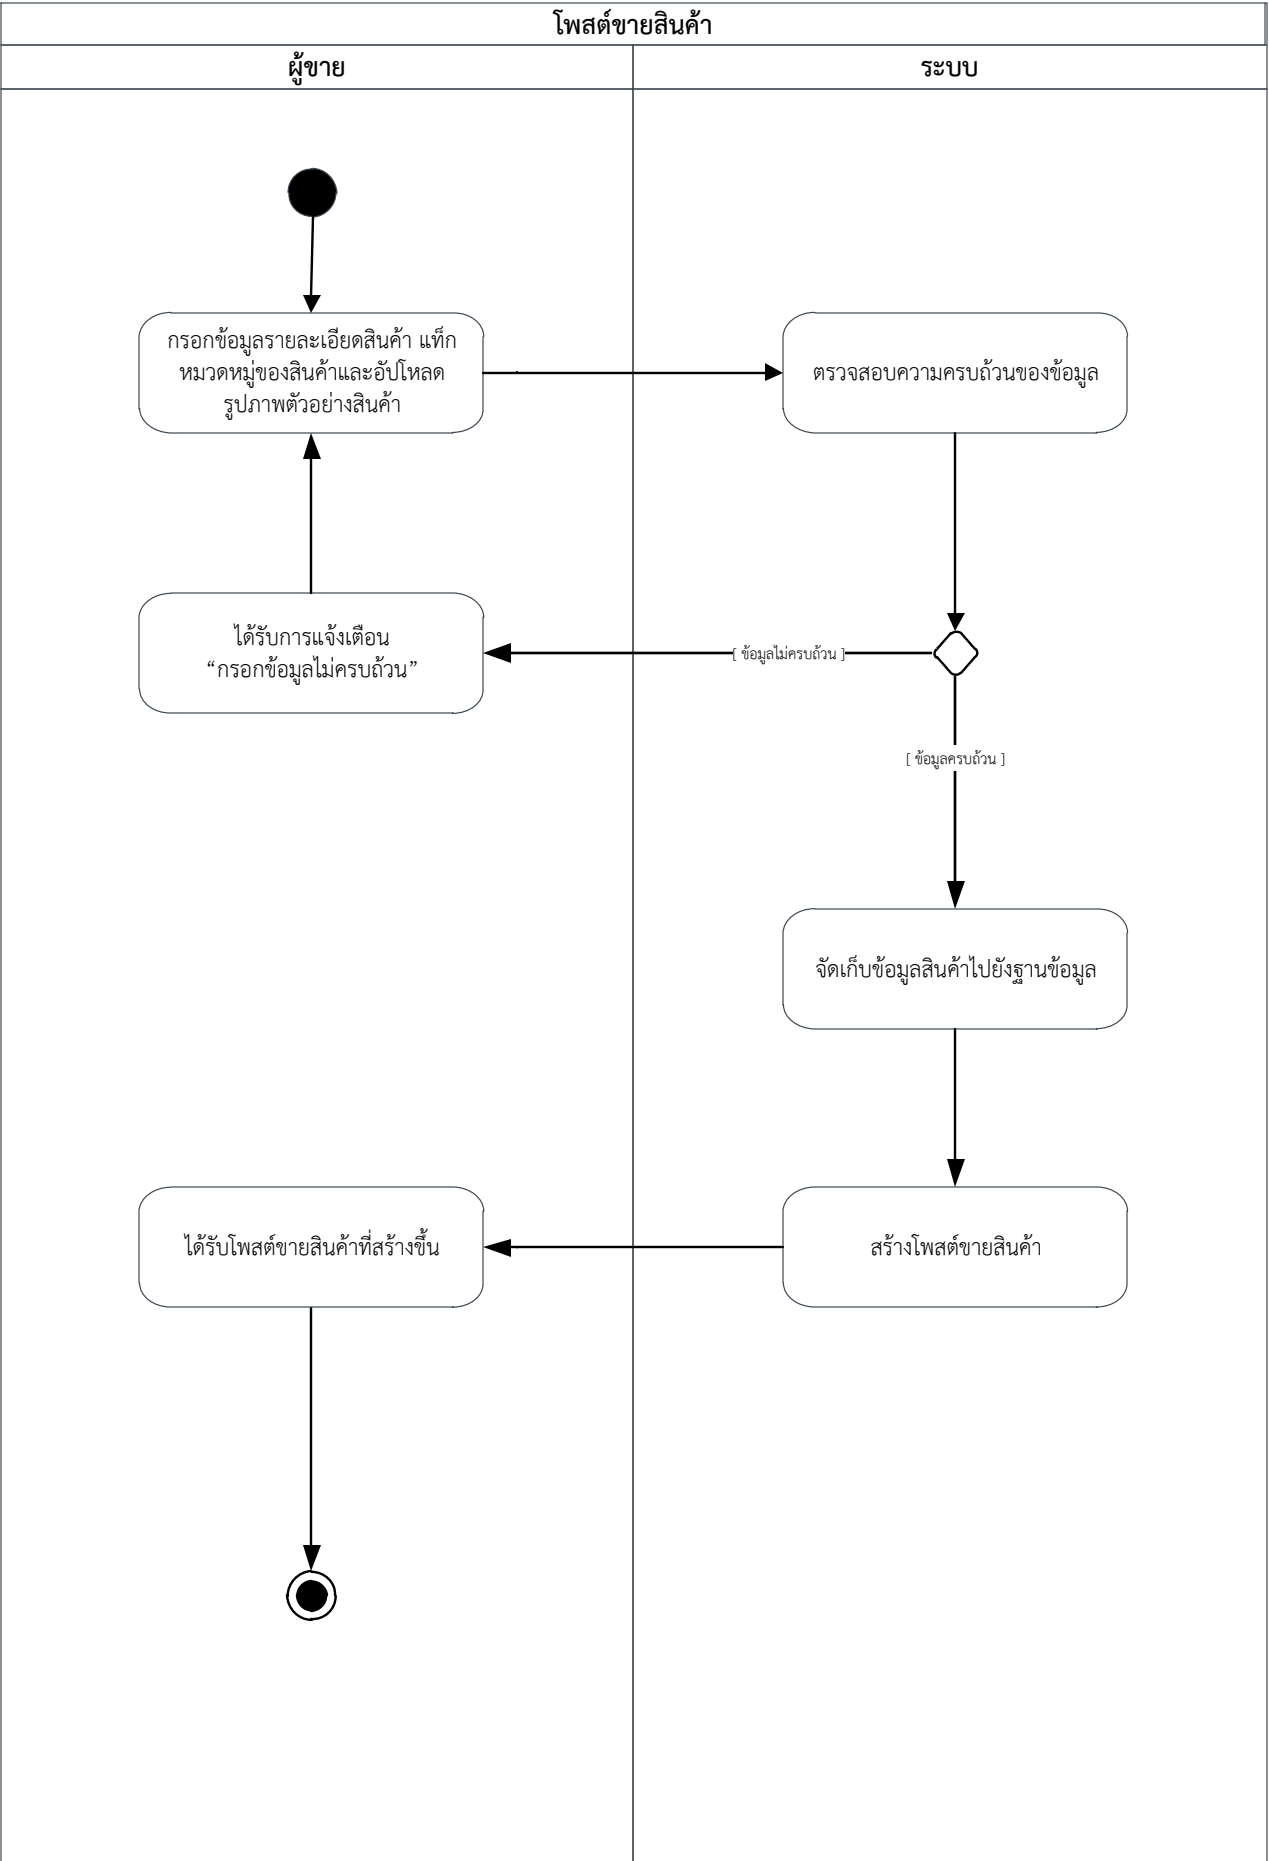 โพสต์ขายสินค้า
ผู้ขาย
ระบบ
กรอกข้อมูลรายละเอียดสินค้า แท็ก
หมวดหมู่ของสินค้าและอัปโหลด
รูปภาพตัวอย่างสินค้า
ตรวจสอบความครบถ้วนของข้อมูล
ได้รับการแจ้งเตือน
“กรอกข้อมูลไม่ครบถ้วน”
[ ข้อมูลไม่ครบถ้วน ]
[ ข้อมูลครบถ้วน ]
จัดเก็บข้อมูลสินค้าไปยังฐานข้อมูล
ได้รับโพสต์ขายสินค้าที่สร้างขึ้น
สร้างโพสต์ขายสินค้า